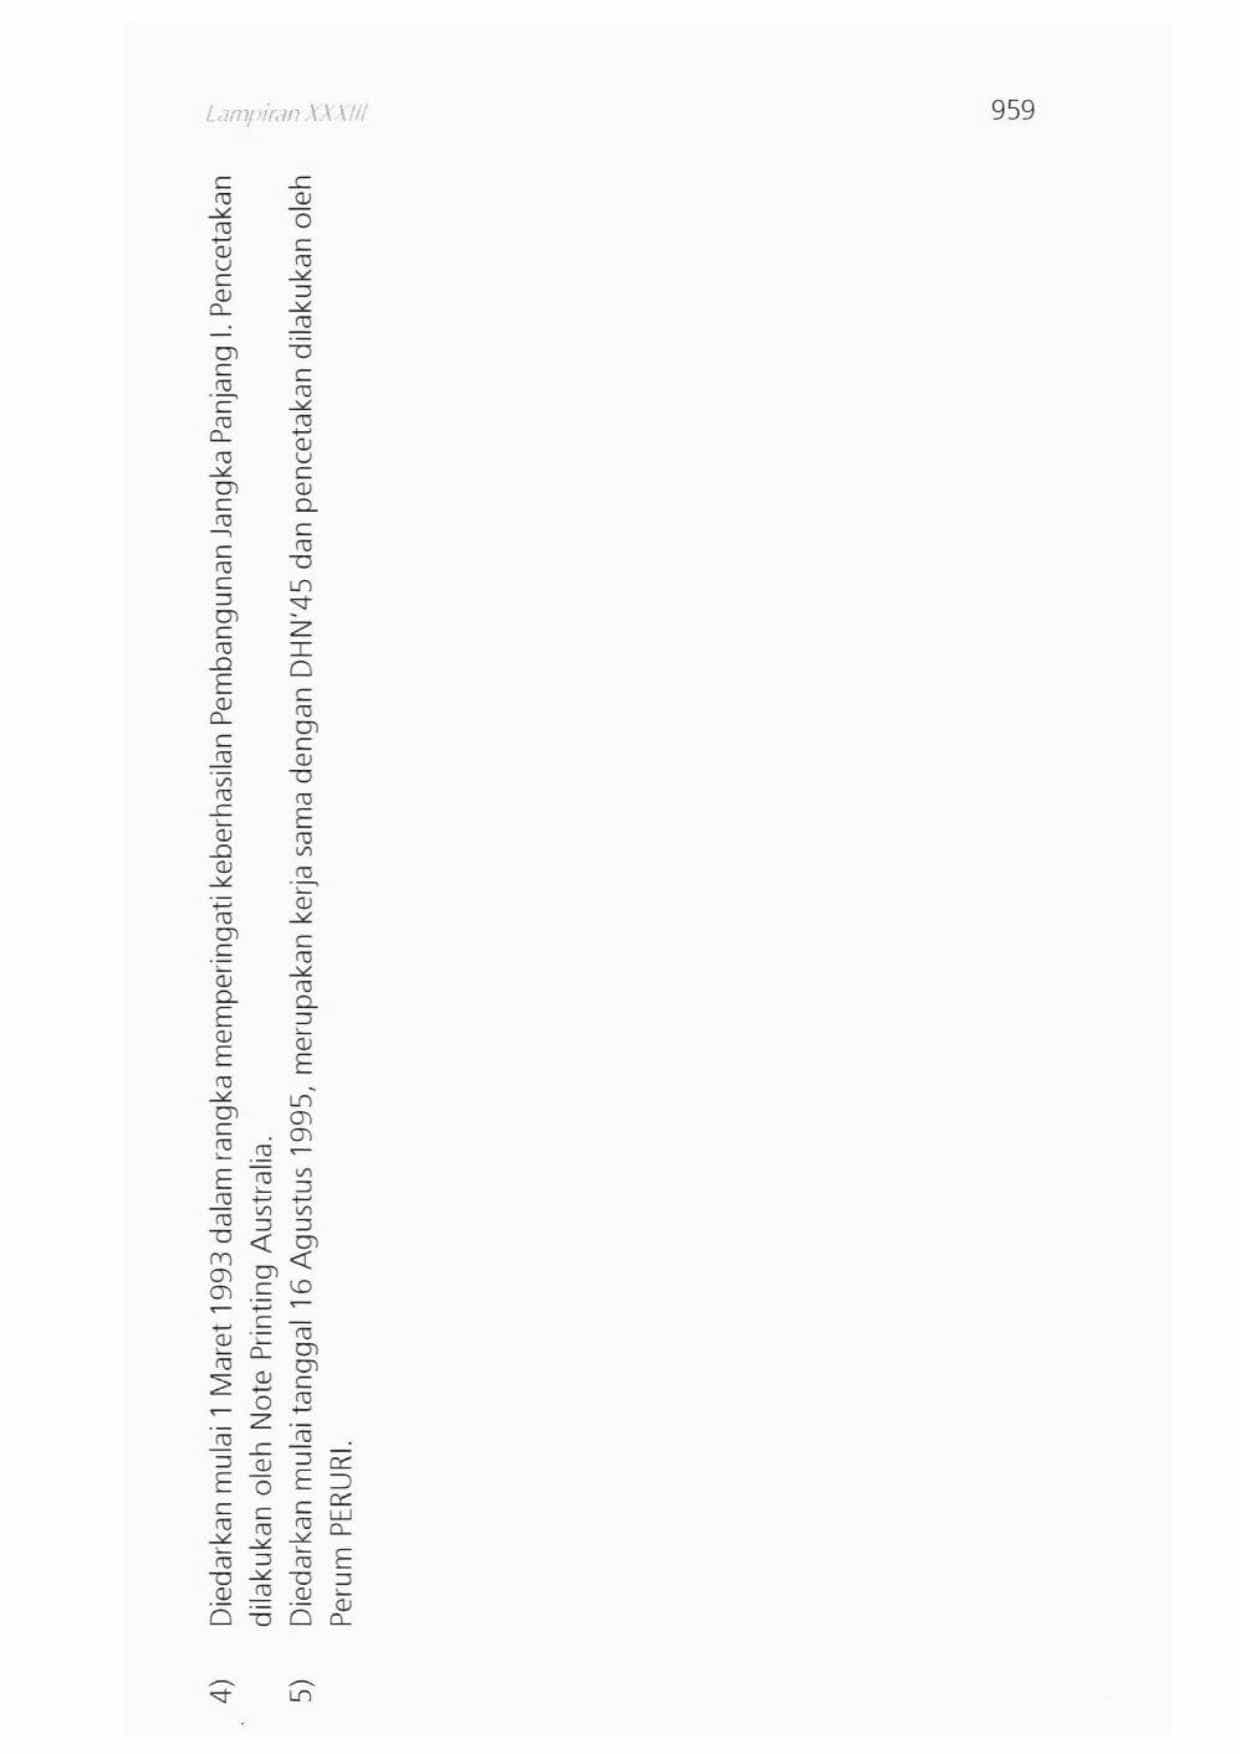 Lampiran XXXIII
959
4) Diedarkan mulai 1 Maret 1993 dalam rangka memperingati keberhasilan Pembangunan Jangka Panjang I. Pencetakan
dilakukan oleh Note Printing Australia.
5) Diedarkan mulai tanggal 16 Agustus 1995, merupakan kerja sama dengan DHN'45 dan pencetakan dilakukan oleh
Perum PERURI.